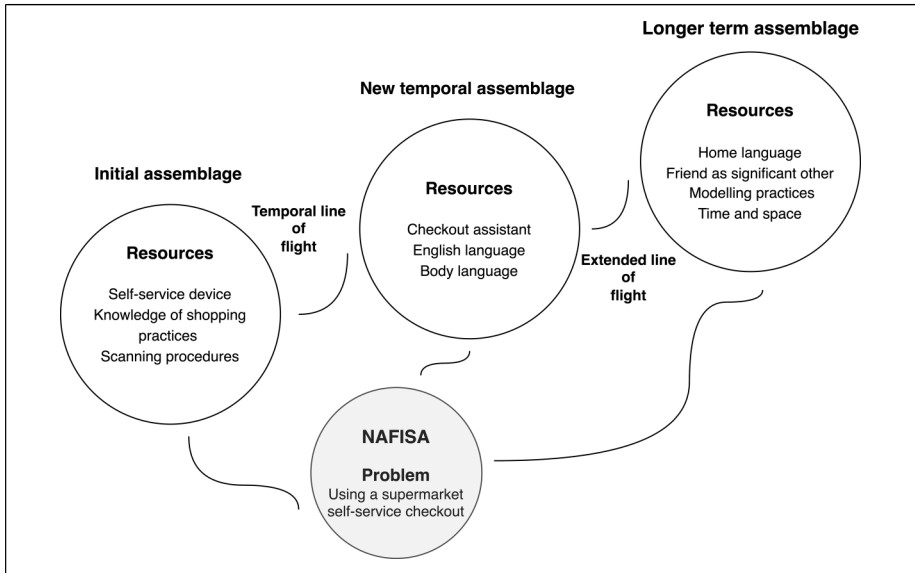 Longer term assemblage
Resources
Home language
Friend as significant other
Modelling practices
Time and space
New temporal assemblage
Resources
Checkout assistant
English language
Body language
Initial assemblage
Resources
Self-service device
Knowledge of shopping
practices
Scanning procedures
Temporal line
of
flight
Extended line
of
flight
NAFISA
Problem
Using a supermarket
self-service checkout